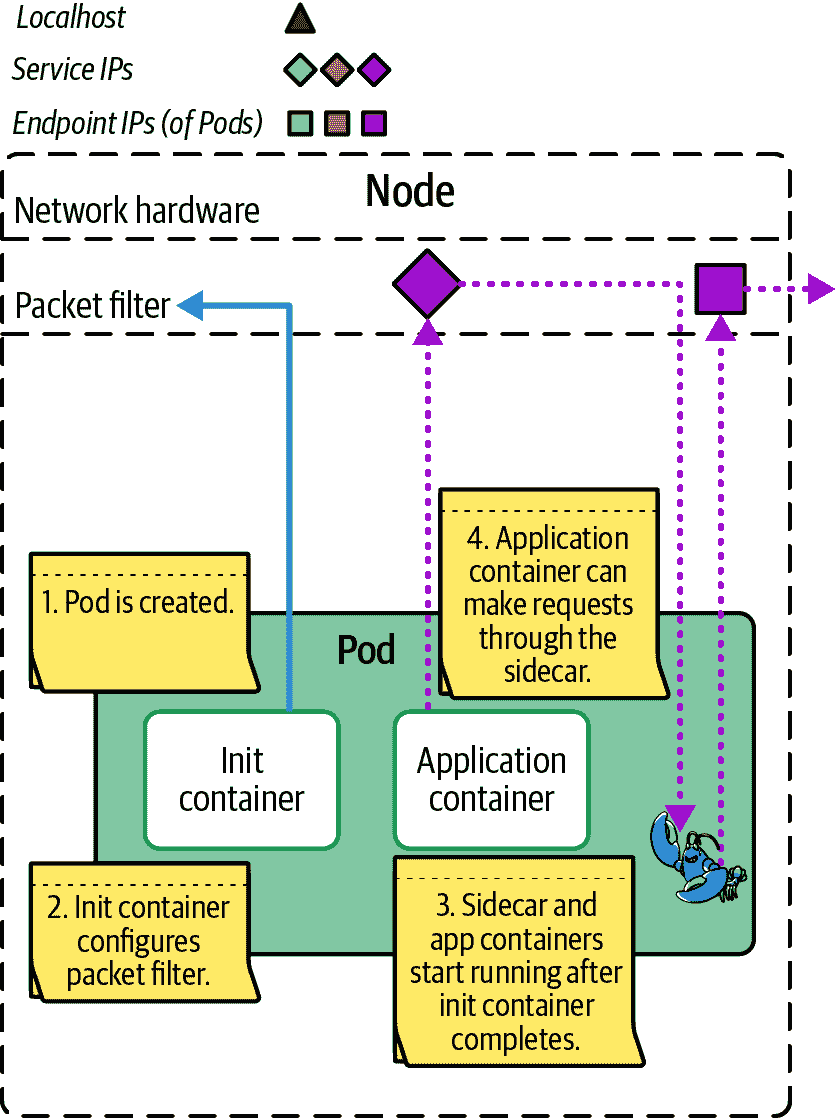 Localhost
Service IPs
Endpoint IPs (of Pods)
Node
Network hardware
Packet filter
1. Pod is created.
4. Application
container can
make requests
through the
sidecar.
Pod
Init
container
Application
container
2. Init container
configures
packet filter.
3. Sidecar and
app containers
start running after
init container
completes.